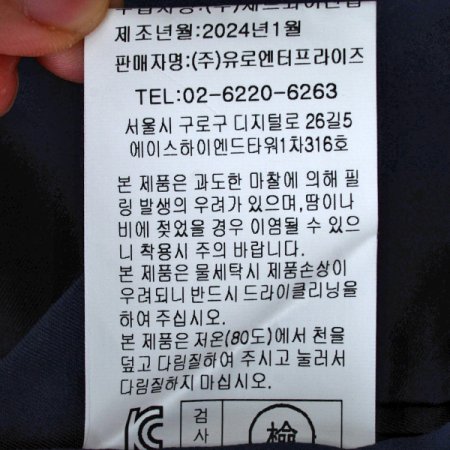 제조년월:2024년1월
판매자명:(주)유로엔터프라이즈
TEL:02-6220-6263
서울시 구로구 디지털로 26길5
에이스하이엔드타워1차316호
본 제품은 과도한 마찰에 의해 필
링 발생의 우려가 있으며,땀이나
비에 젖었을 경우 이염될 수 있으
니 착용시 주의 바랍니다.
본 제품은 물세탁시 제품손상이
우려되니 반드시 드라이클리닝을
하여 주십시오.
본 제품은 저온(80도)에서 천을
덮고 다림질하여 주시고 눌러서
다림질하지 마십시오.
검
사
檢